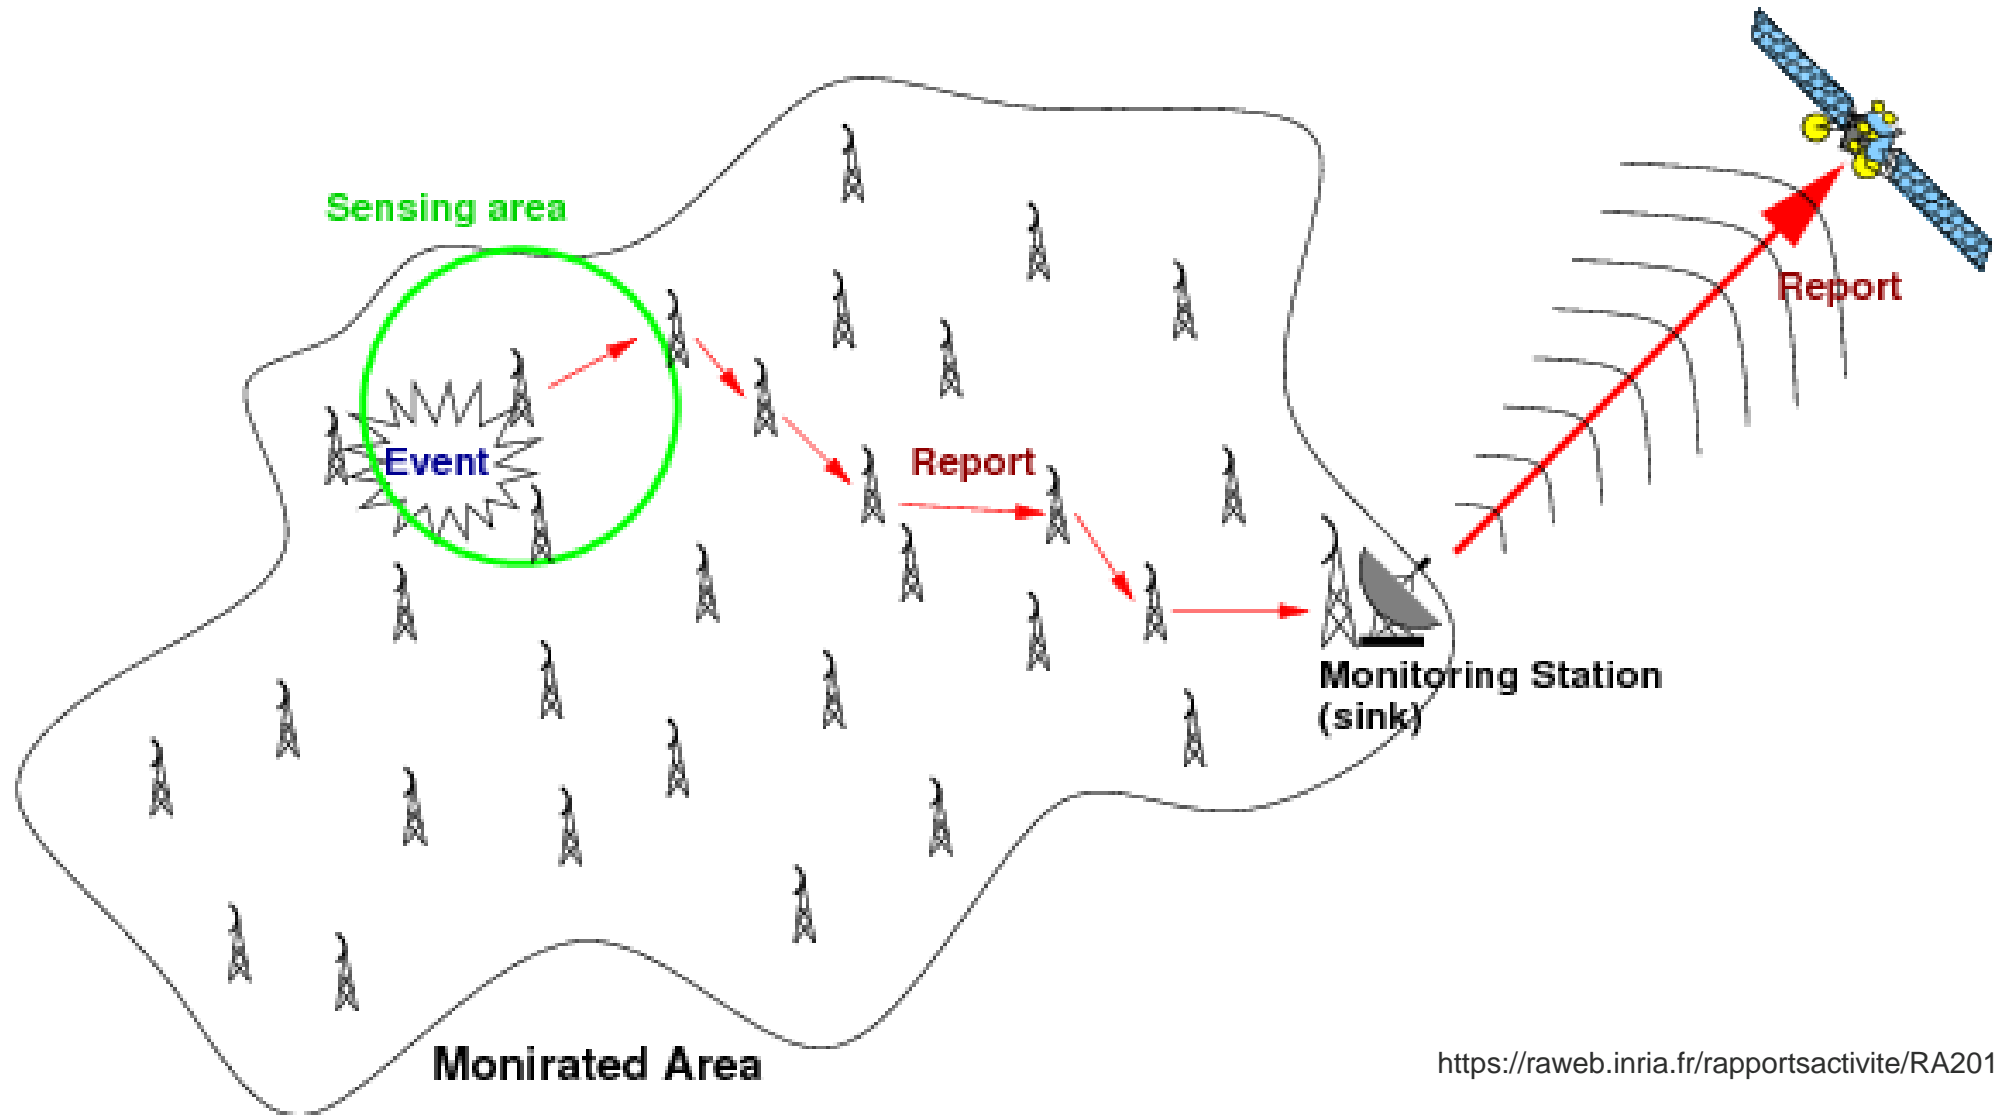 Sensing area
Report
Event
Report
Monitoring Station
(sink)
Monirated Area
https://raweb.inria.fr/rapportsactivite/RA201